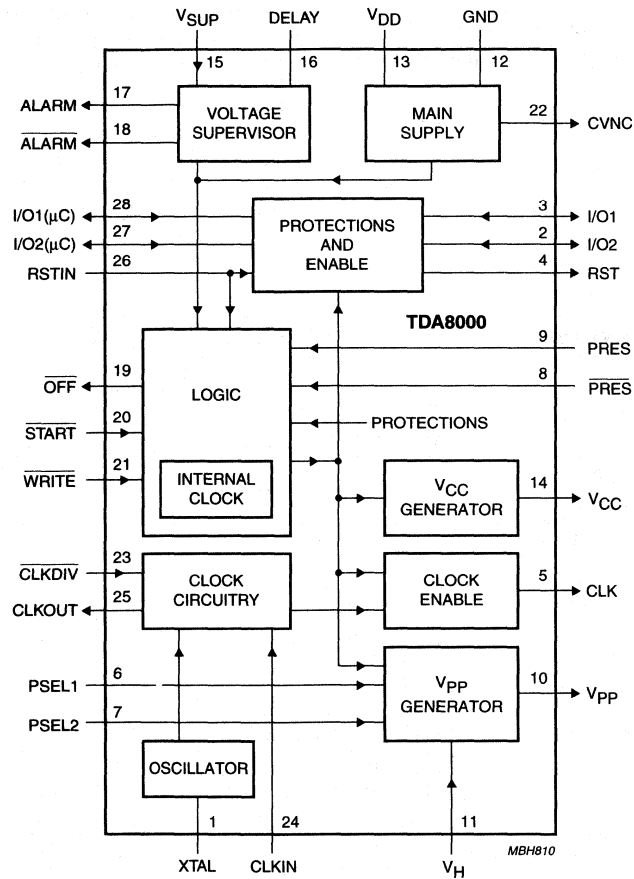 VSUP DELAY VDD GND
15 16 13 12
ALARM 17
VOLTAGE
SUPERVISOR
MAIN
SUPPLY
22 CVNC
ALARM 18
I/O1(μC) 28
I/O2(μC) 27
RSTIN 26
PROTECTIONS
AND
ENABLE
3 I/O1
2 I/O2
4 RST
TDA8000
9 PRES
8 PRES
OFF 19
LOGIC
START 20
PROTECTIONS
WRITE 21
INTERNAL
CLOCK
VCC
GENERATOR
14 VCC
CLKDIV 23
CLKOUT 25
CLOCK
CIRCUITRY
CLOCK
ENABLE
5 CLK
PSEL1 6
PSEL2 7
VPP
GENERATOR
10 VPP
OSCILLATOR
1 24 11
MBH810
XTAL CLKIN VH